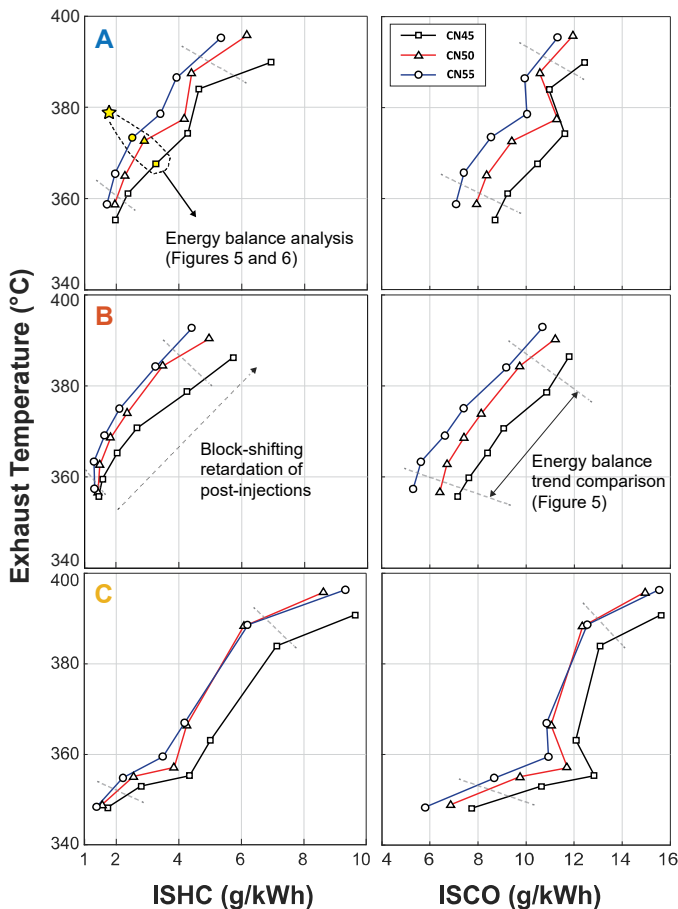 A
B
C
CN45
CN50
CN55
Energy balance analysis
(Figures 5 and 6)
Block-shifting
retardation of
post-injections
Energy balance
trend comparison
(Figure 5)
Exhaust Temperature (°C)
400
380
360
340
400
380
360
340
400
380
360
340
1 2 4 6 8 10
4 6 8 10 12 14 16
ISHC (g/kWh)
ISCO (g/kWh)